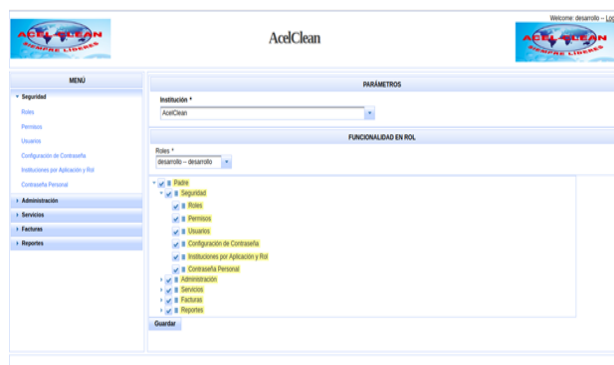 Welcome: desarrollo -- Log
ACEL-CLEAN
SIEMPRE LIDERES
AcelClean
ACEL-CLEAN
SIEMPRE LIDERES
MENÚ
Seguridad
Roles
Permisos
Usuarios
Configuración de Contraseña
Instituciones por Aplicación y Rol
Contraseña Personal
Administración
Servicios
Facturas
Reportes
PARÁMETROS
Institución *
AcelClean
FUNCIONALIDAD EN ROL
Roles *
desarrollo -- desarrollo
Padre
Seguridad
Roles
Permisos
Usuarios
Configuración de Contraseña
Instituciones por Aplicación y Rol
Contraseña Personal
Administración
Servicios
Facturas
Reportes
Guardar